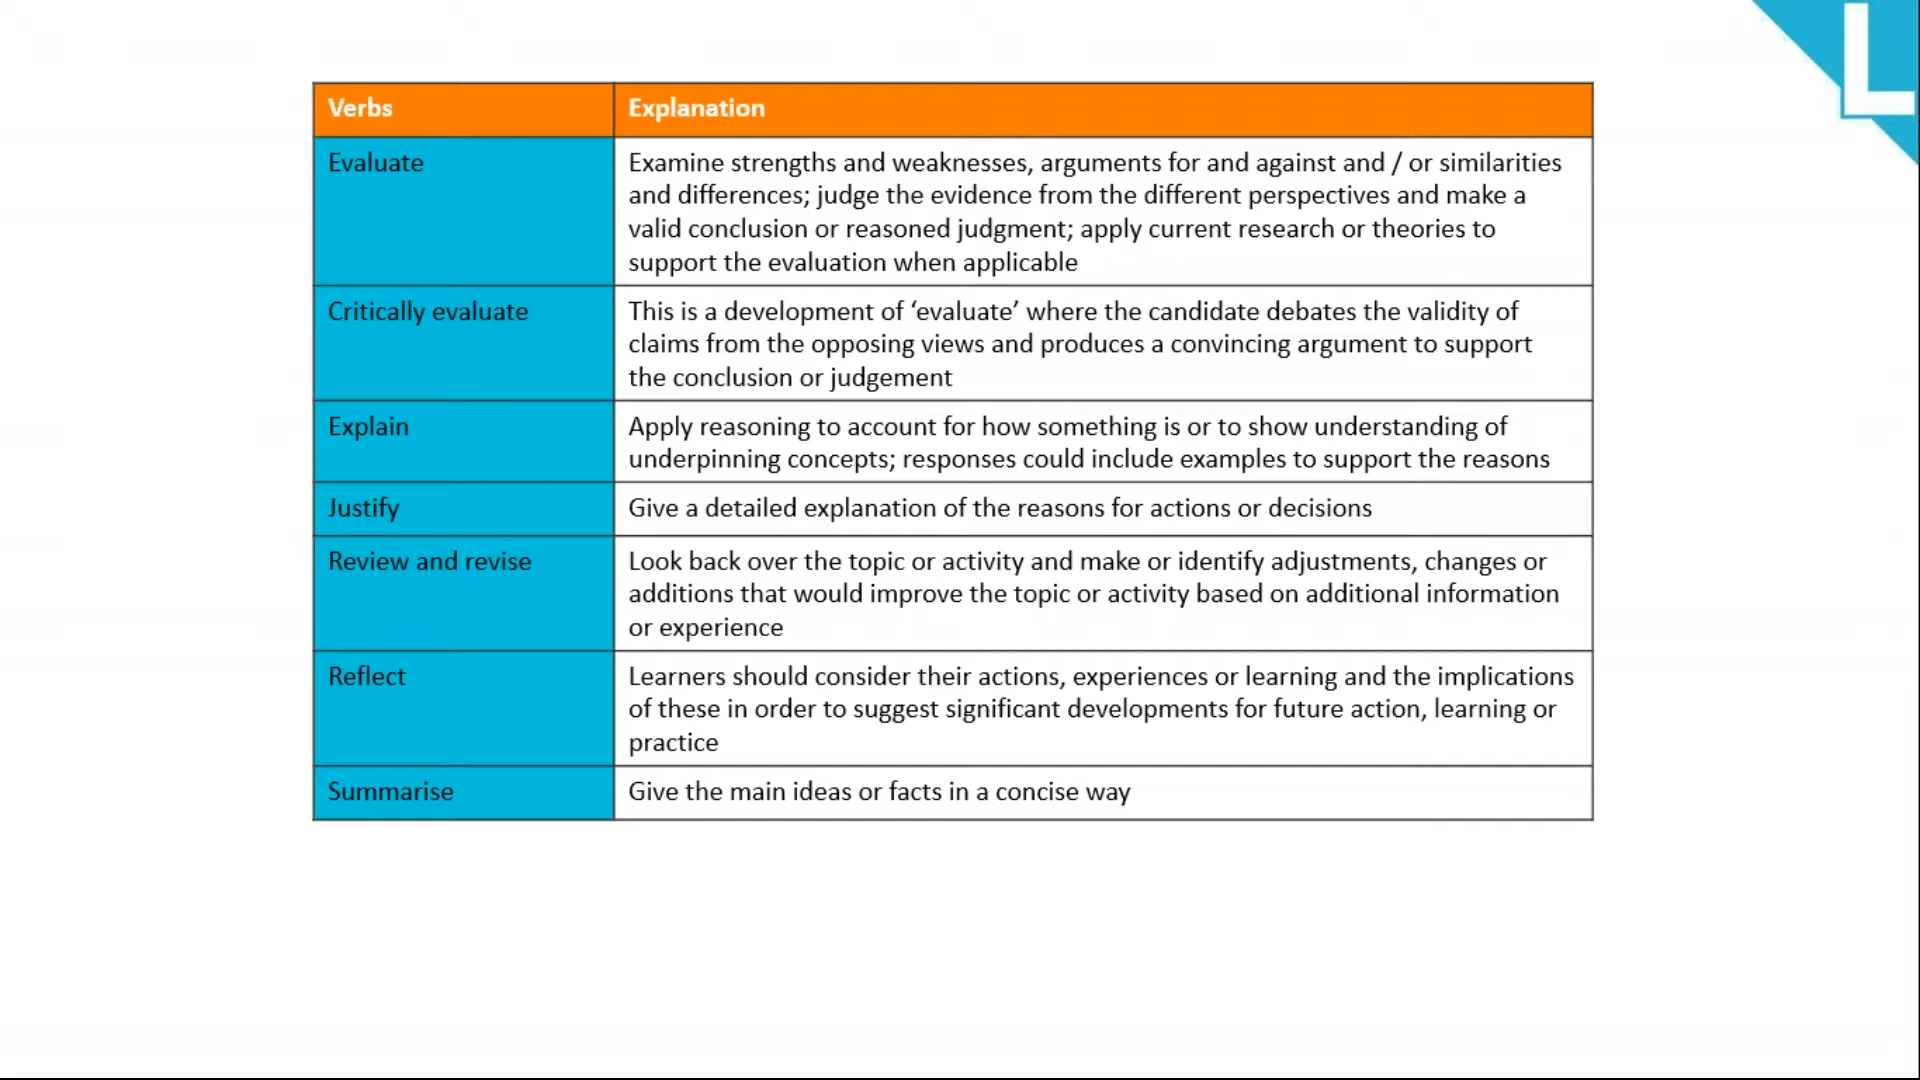 L
Verbs
Explanation
Evaluate
Examine strengths and weaknesses, arguments for and against and / or similarities
and differences; judge the evidence from the different perspectives and make a
valid conclusion or reasoned judgment; apply current research or theories to
support the evaluation when applicable
Critically evaluate
This is a development of ‘evaluate’ where the candidate debates the validity of
claims from the opposing views and produces a convincing argument to support
the conclusion or judgement
Explain
Apply reasoning to account for how something is or to show understanding of
underpinning concepts; responses could include examples to support the reasons
Justify
Give a detailed explanation of the reasons for actions or decisions
Review and revise
Look back over the topic or activity and make or identify adjustments, changes or
additions that would improve the topic or activity based on additional information
or experience
Reflect
Learners should consider their actions, experiences or learning and the implications
of these in order to suggest significant developments for future action, learning or
practice
Summarise
Give the main ideas or facts in a concise way